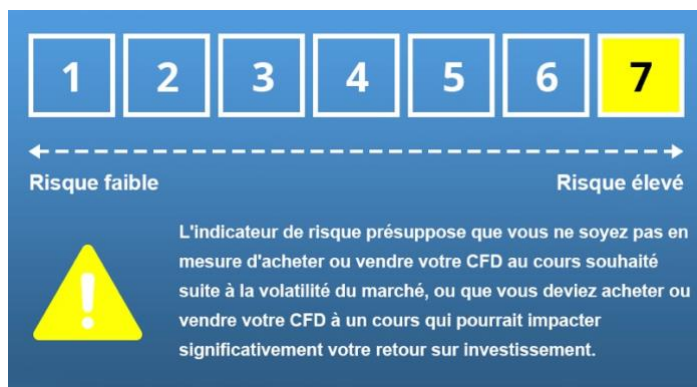 1 2 3 4 5 6 7
Risque faible Risque élevé
L'indicateur de risque présuppose que vous ne soyez pas en
mesure d'acheter ou vendre votre CFD au cours souhaité
suite à la volatilité du marché, ou que vous deviez acheter ou
vendre votre CFD à un cours qui pourrait impacter
significativement votre retour sur investissement.